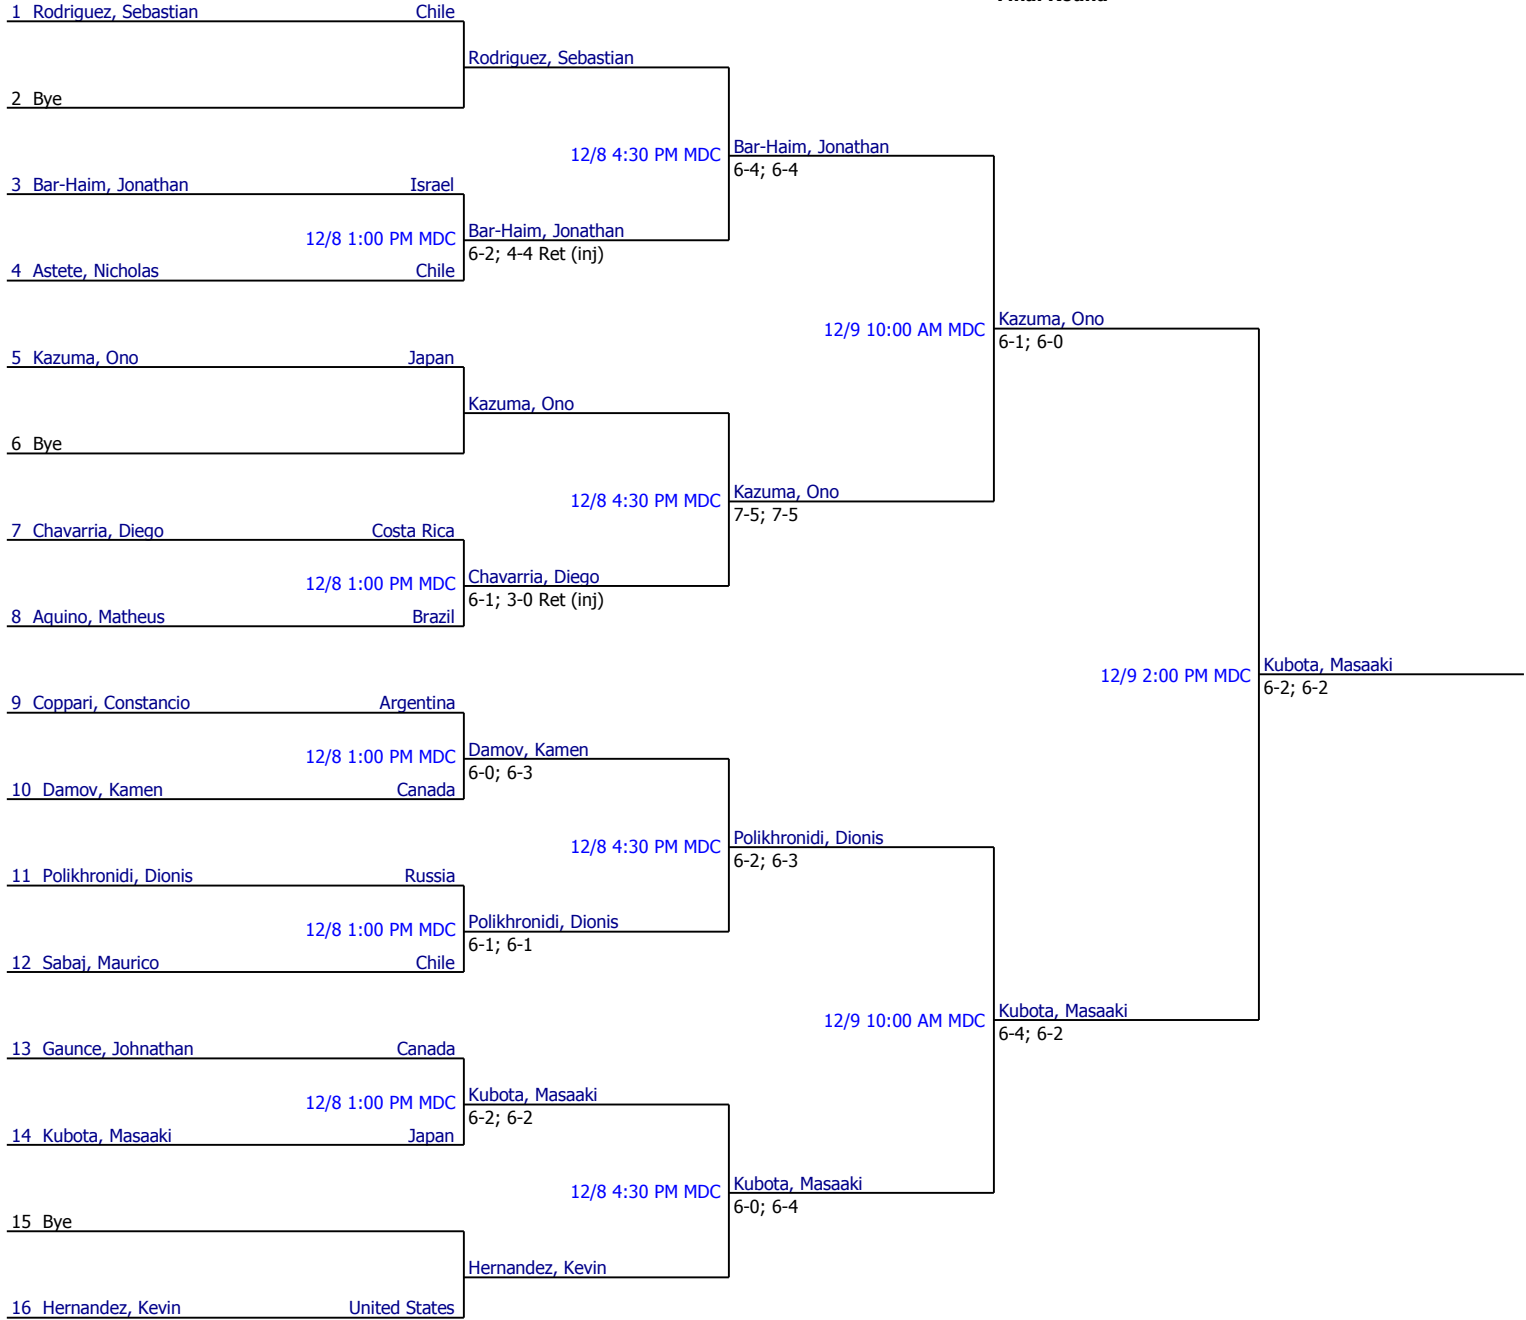 1 Rodriguez, Sebastian Chile
Rodriguez, Sebastian
2 Bye
12/8 4:30 PM MDC Bar-Haim, Jonathan
6-4; 6-4
3 Bar-Haim, Jonathan Israel
12/8 1:00 PM MDC Bar-Haim, Jonathan
6-2; 4-4 Ret (inj)
4 Astete, Nicholas Chile
12/9 10:00 AM MDC Kazuma, Ono
6-1; 6-0
5 Kazuma, Ono Japan
Kazuma, Ono
6 Bye
12/8 4:30 PM MDC Kazuma, Ono
7-5; 7-5
7 Chavarria, Diego Costa Rica
12/8 1:00 PM MDC Chavarria, Diego
6-1; 3-0 Ret (inj)
8 Aquino, Matheus Brazil
12/9 2:00 PM MDC Kubota, Masaaki
6-2; 6-2
9 Coppari, Constancio Argentina
12/8 1:00 PM MDC Damov, Kamen
6-0; 6-3
10 Damov, Kamen Canada
12/8 4:30 PM MDC Polikhronidi, Dionis
6-2; 6-3
11 Polikhronidi, Dionis Russia
12/8 1:00 PM MDC Polikhronidi, Dionis
6-1; 6-1
12 Sabaj, Maurico Chile
12/9 10:00 AM MDC Kubota, Masaaki
6-4; 6-2
13 Gaunce, Johnathan Canada
12/8 1:00 PM MDC Kubota, Masaaki
6-2; 6-2
14 Kubota, Masaaki Japan
12/8 4:30 PM MDC Kubota, Masaaki
6-0; 6-4
15 Bye
Hernandez, Kevin
16 Hernandez, Kevin United States